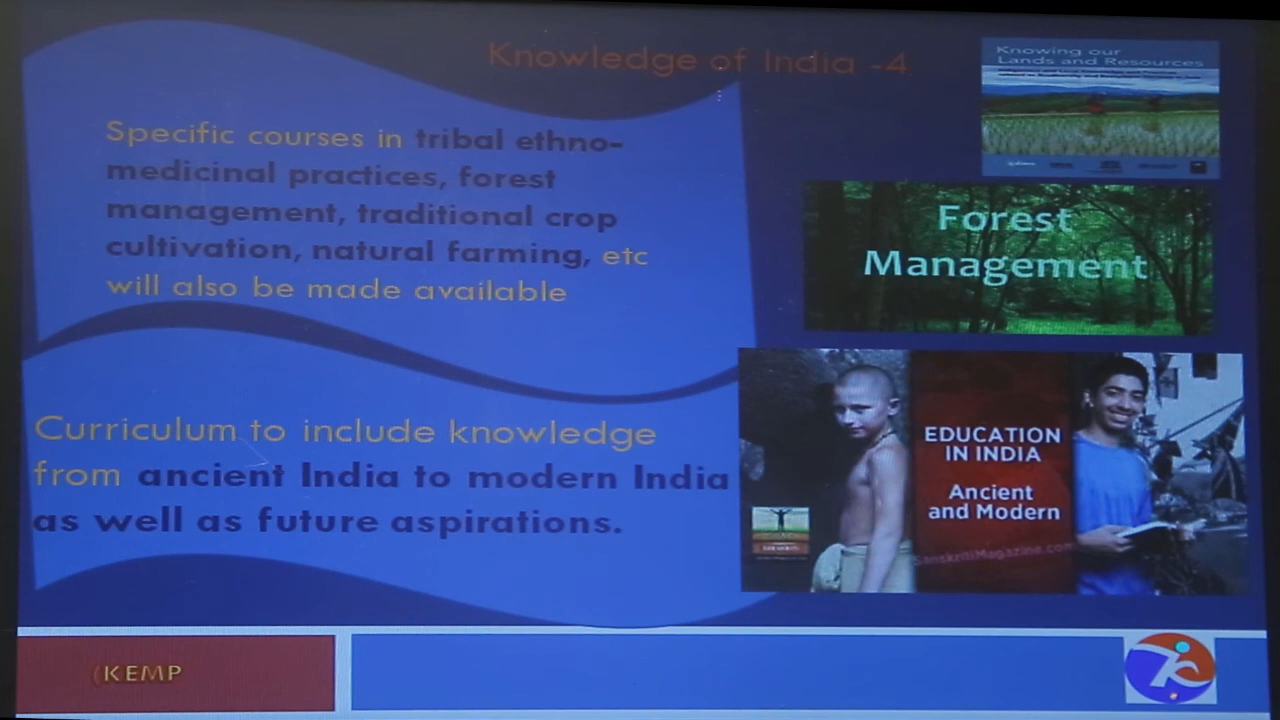 Knowledge of India -4
Specific courses in tribal ethno-
medicinal practices, forest
management, traditional crop
cultivation, natural farming, etc
will also be made available
Curriculum to include knowledge
from ancient India to modern India
as well as future aspirations.
Knowing our
Lands and Resources
Forest
Management
EDUCATION
IN INDIA
Ancient
and Modern
SanskritiMagazine.com
(KEMP